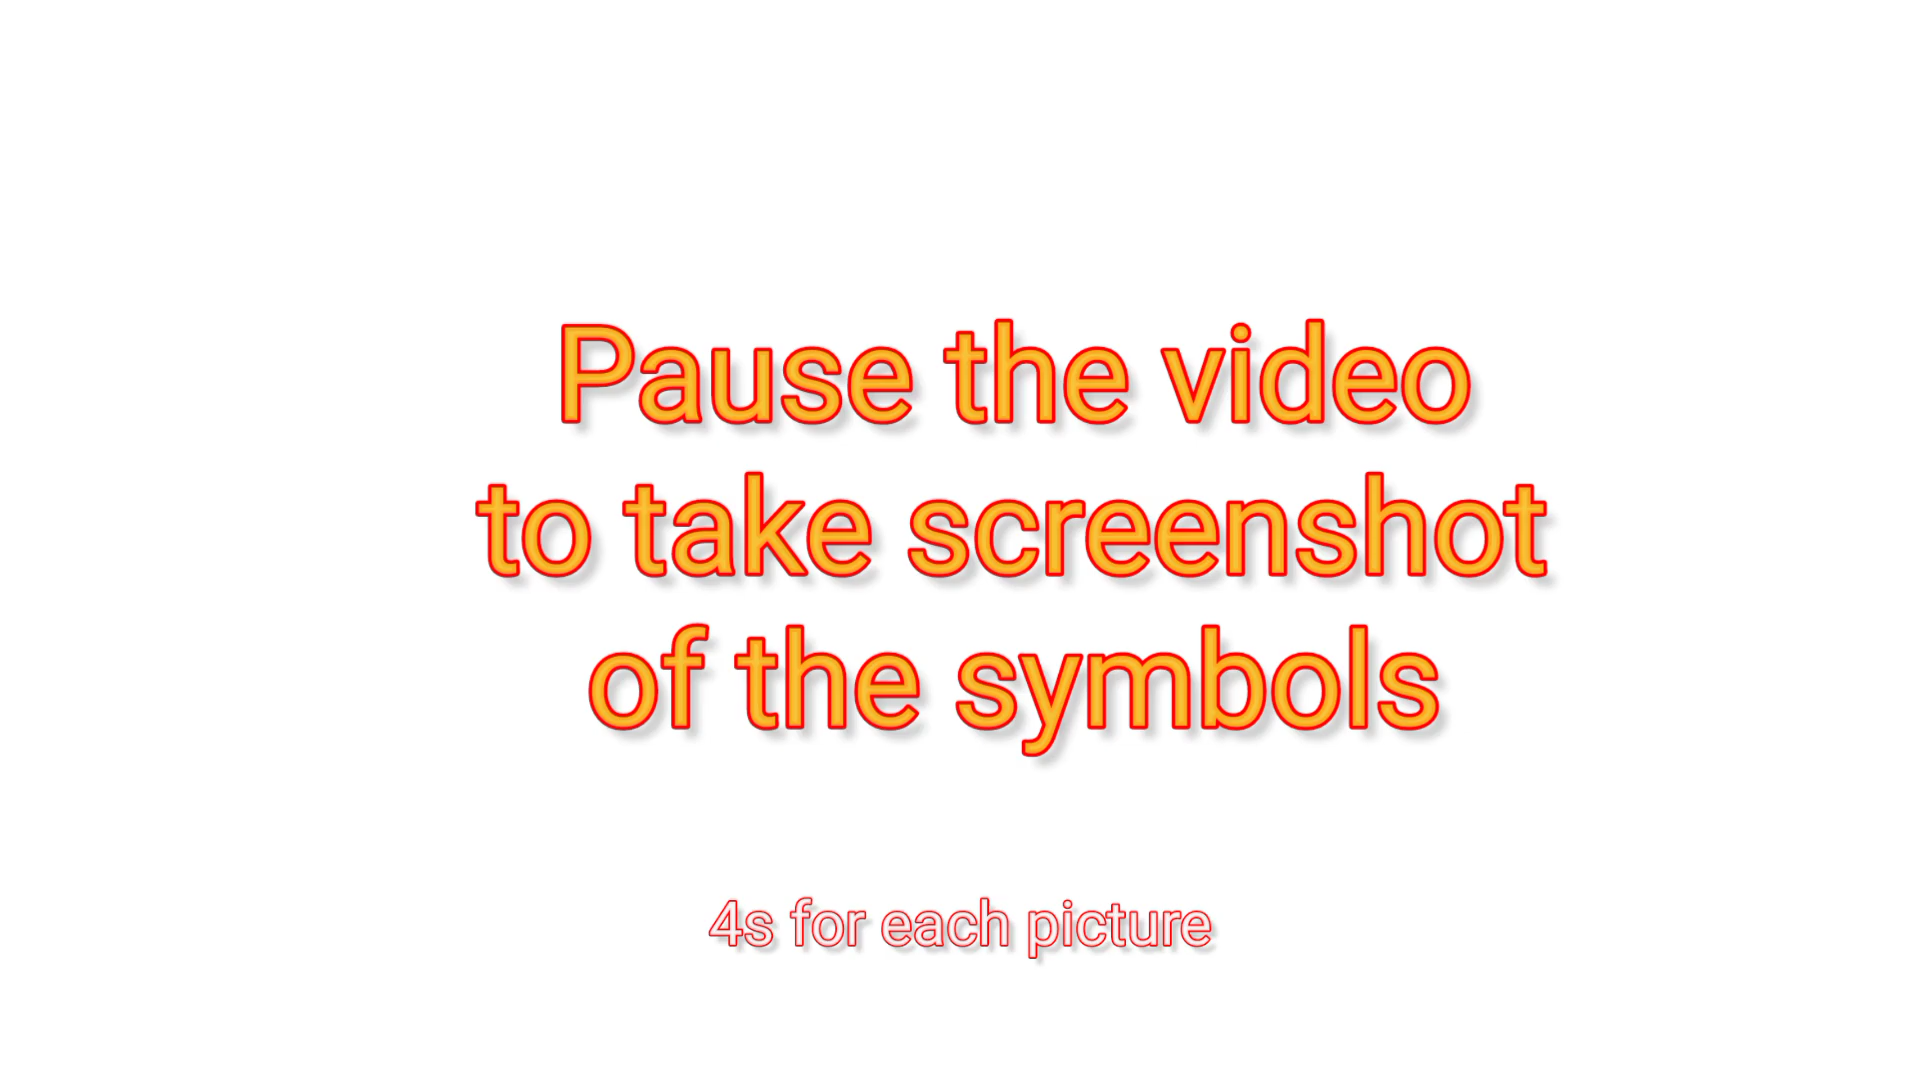 Pause the video
to take screenshot
of the symbols
4s for each picture